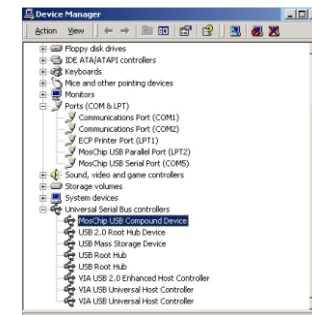 Device Manager
Action View
Floppy disk drives
IDE ATA/ATAPI controllers
Keyboards
Mice and other pointing devices
Monitors
Ports (COM & LPT)
Communications Port (COM1)
Communications Port (COM2)
ECP Printer Port (LPT1)
MosChip USB Parallel Port (LPT2)
MosChip USB Serial Port (COM5)
Sound, video and game controllers
Storage volumes
System devices
Universal Serial Bus controllers
MosChip USB Compound Device
USB 2.0 Root Hub Device
USB Mass Storage Device
USB Root Hub
USB Root Hub
VIA USB 2.0 Enhanced Host Controller
VIA USB Universal Host Controller
VIA USB Universal Host Controller